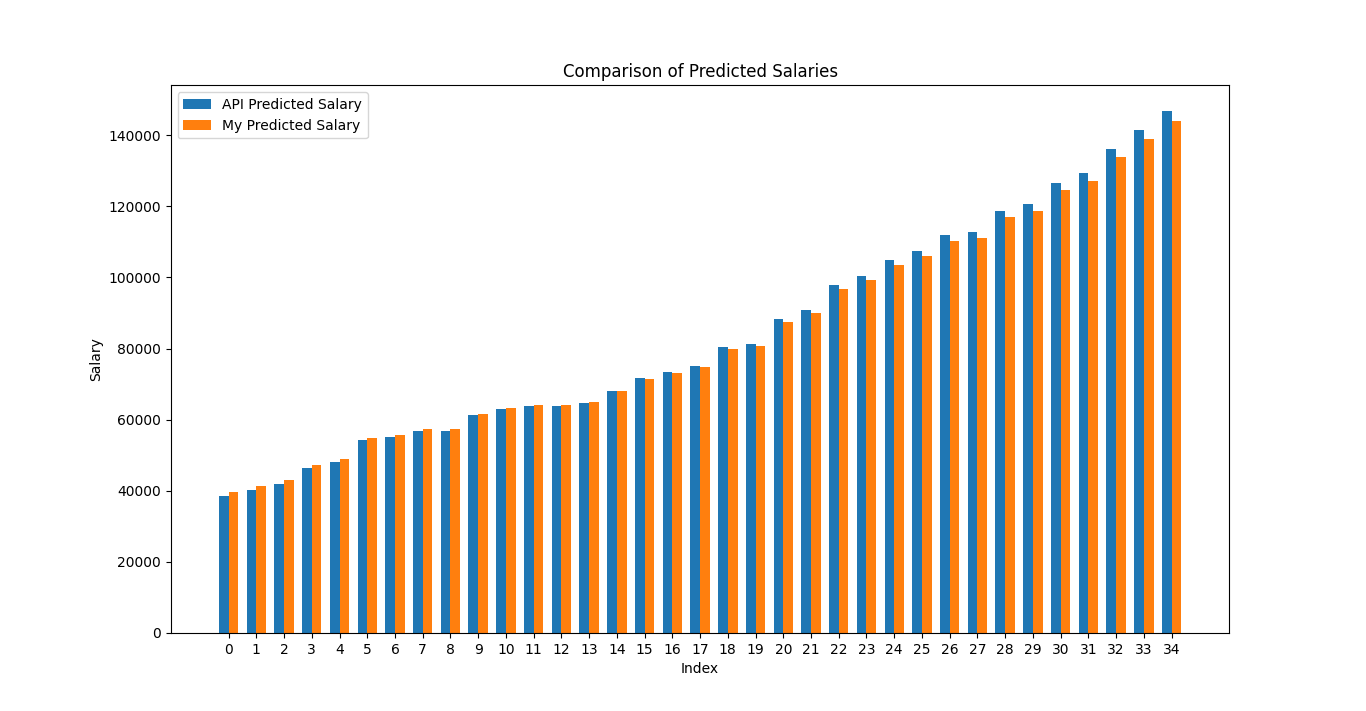 Comparison of Predicted Salaries
API Predicted Salary
My Predicted Salary
140000
120000
100000
80000
60000
40000
20000
0
Salary
0 1 2 3 4 5 6 7 8 9 10 11 12 13 14 15 16 17 18 19 20 21 22 23 24 25 26 27 28 29 30 31 32 33 34
Index